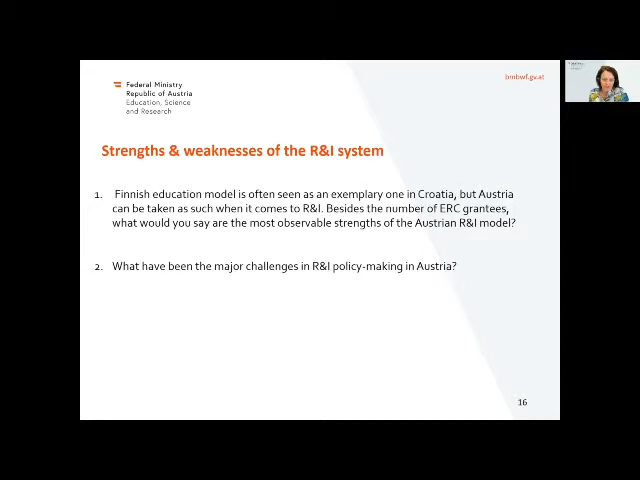 bmbwf.gv.at
Federal Ministry
Republic of Austria
Education, Science
and Research
Strengths & weaknesses of the R&I system
1. Finnish education model is often seen as an exemplary one in Croatia, but Austria
can be taken as such when it comes to R&I. Besides the number of ERC grantees,
what would you say are the most observable strengths of the Austrian R&I model?
2. What have been the major challenges in R&I policy-making in Austria?
16